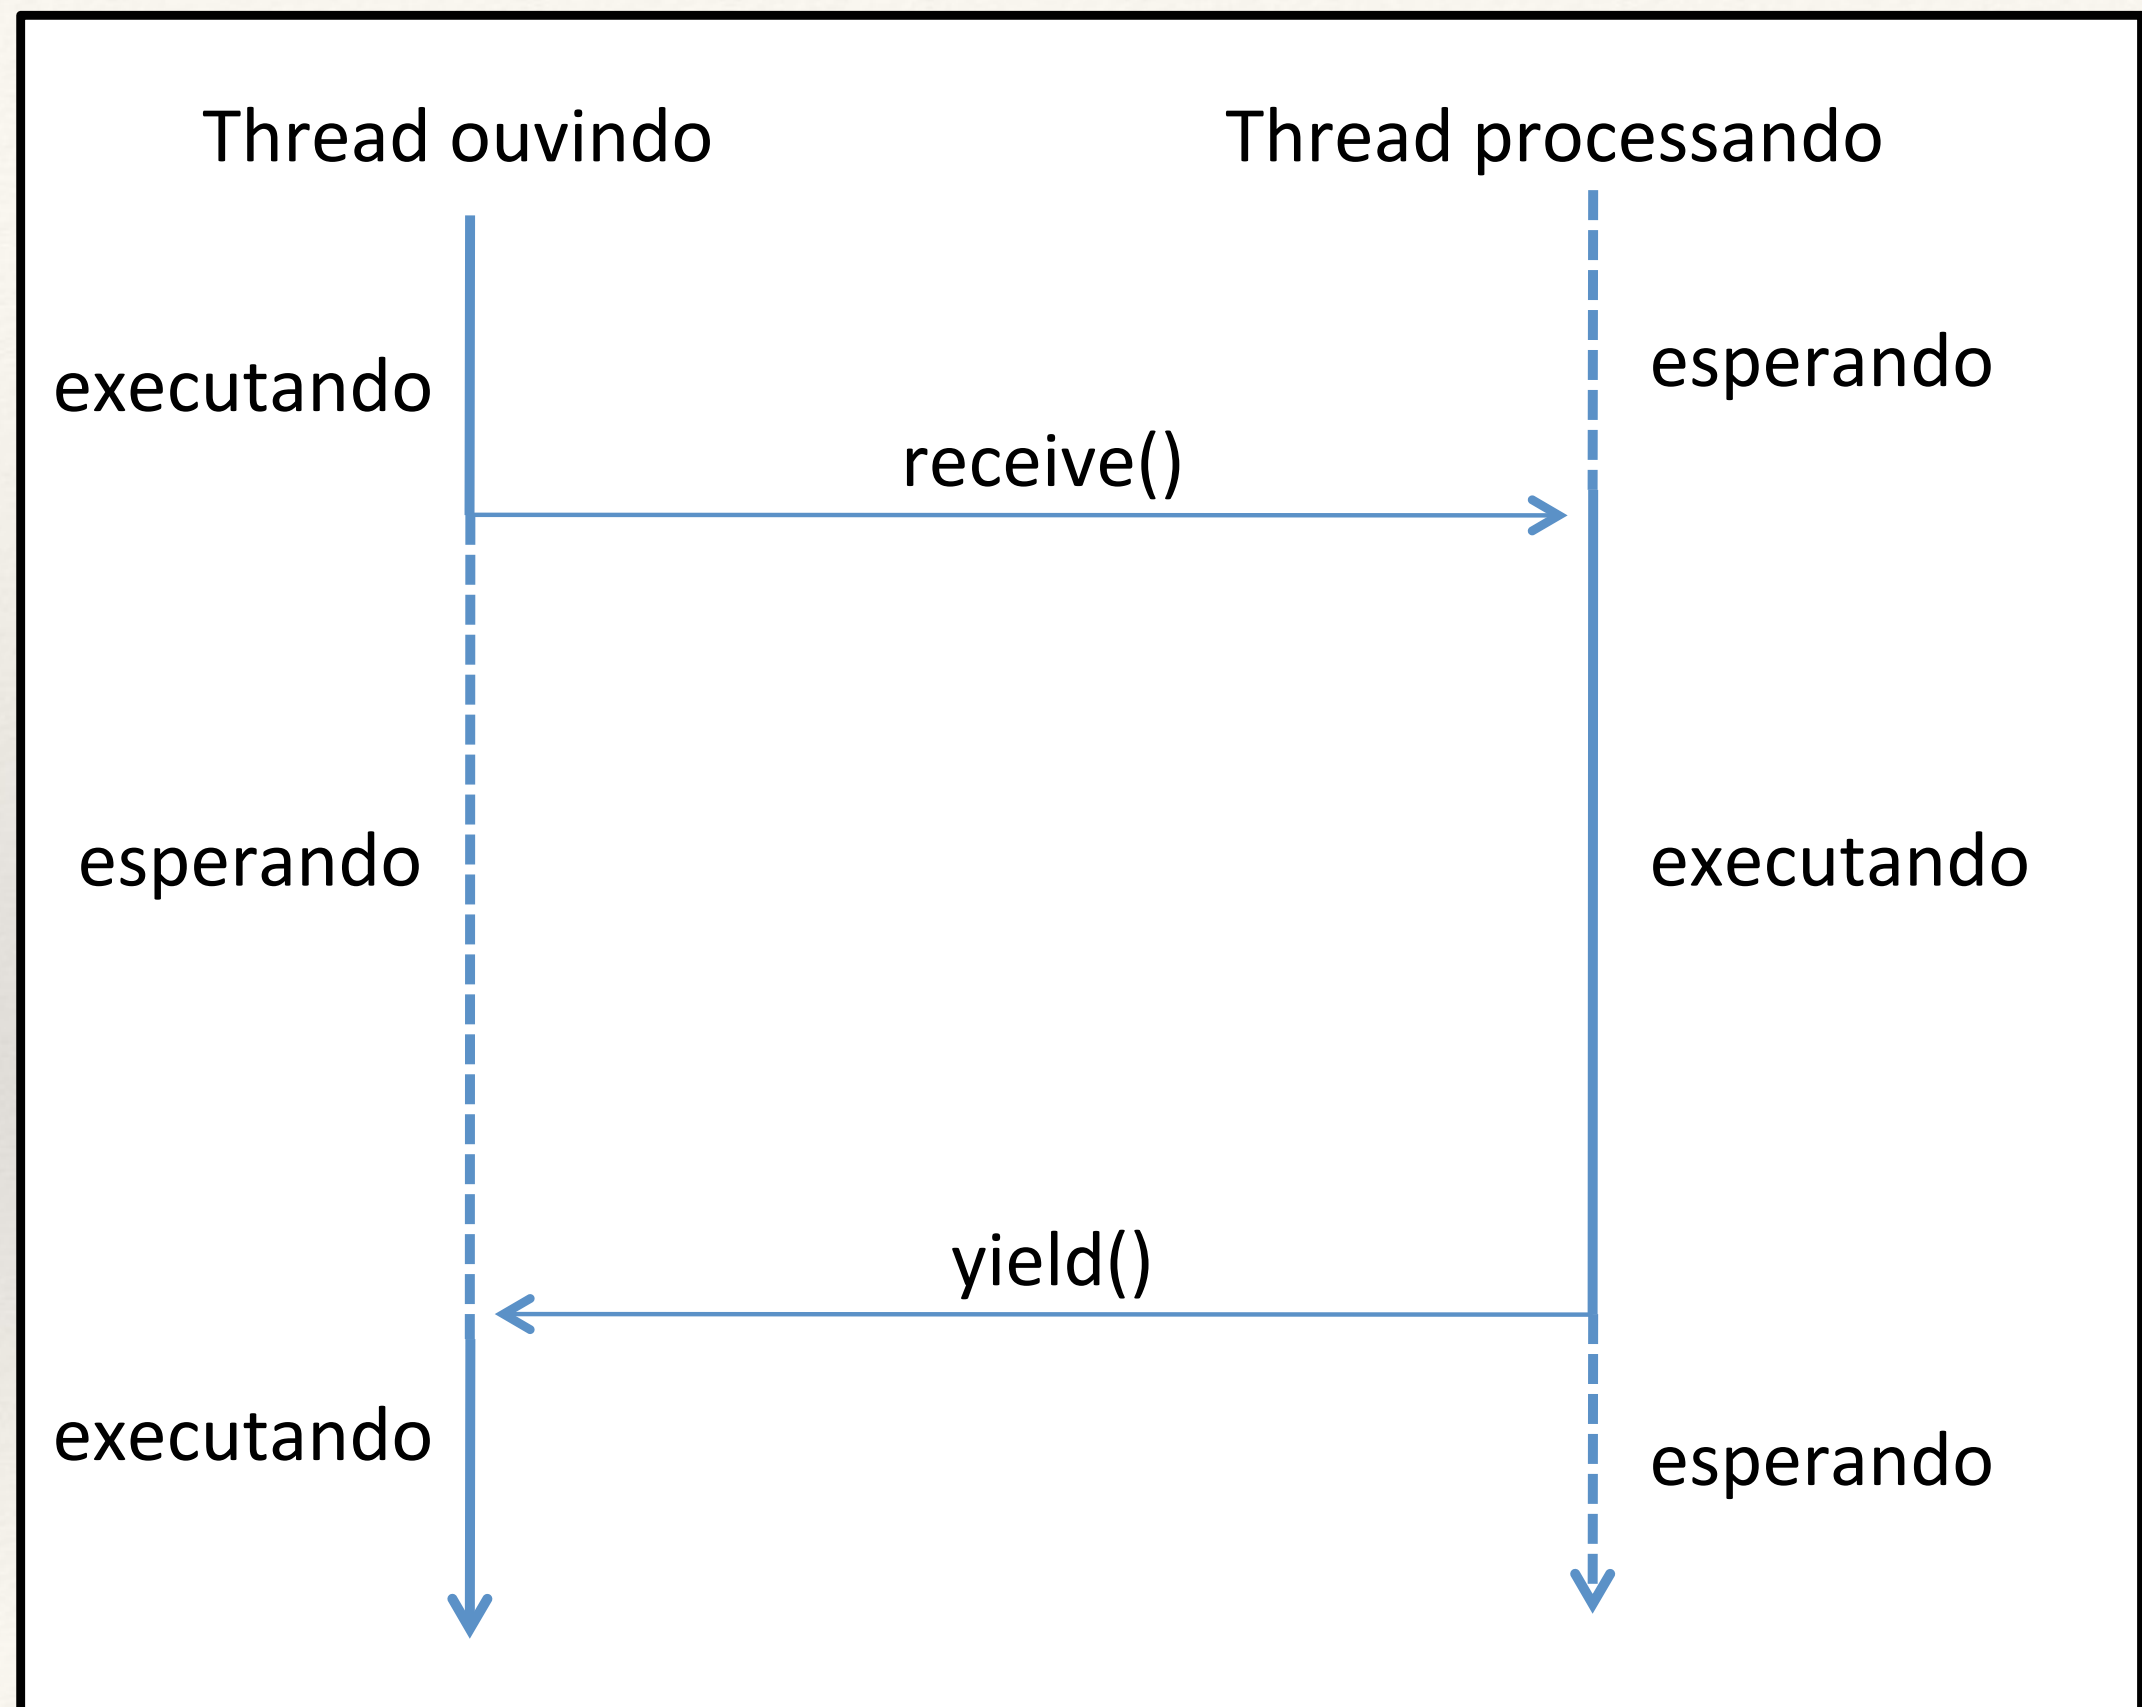 Thread ouvindo
Thread processando
executando
esperando
receive()
esperando
executando
yield()
executando
esperando